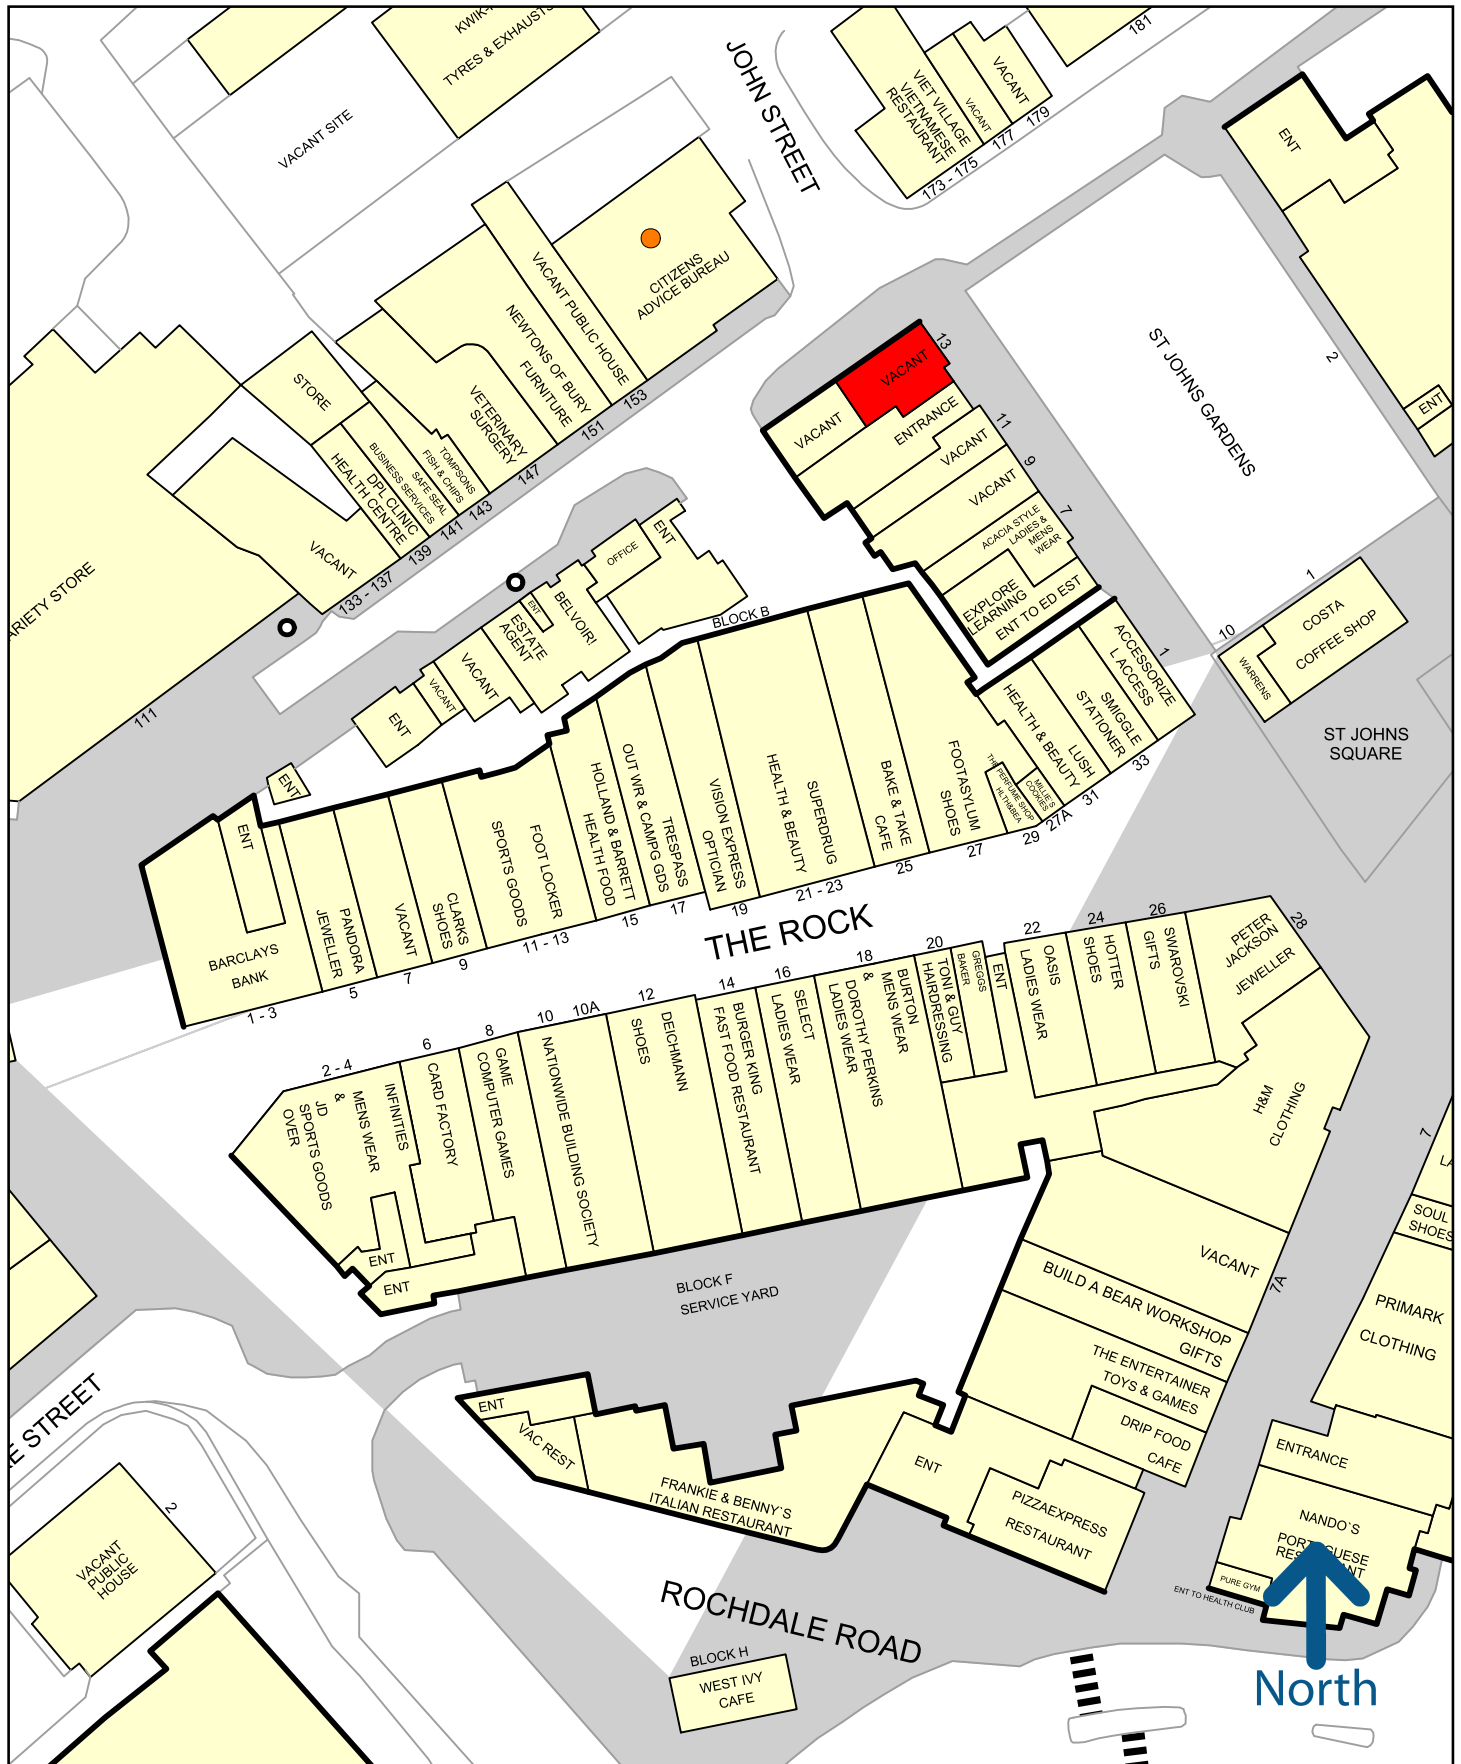 KWIK-
TYRES & EXHAUSTS
VACANT SITE
JOHN STREET
VIET VILLAGE
VIETNAMESE
RESTAURANT
VACANT
VACANT
173 - 175
177
179
181
ENT
CITIZENS
ADVICE BUREAU
VACANT PUBLIC HOUSE
NEWTONS OF BURY
FURNITURE
VETERINARY
SURGERY
STORE
TOMPSONS
FISH & CHIPS
SAFE SEAL
BUSINESS SERVICES
DPL CLINIC
HEALTH CENTRE
VACANT
133 - 137
139
141
143
147
151
153
ARIETY STORE
111
VACANT
13
VACANT
ENTRANCE
11
VACANT
9
VACANT
7
ACACIA STYLE
LADIES &
MENS
WEAR
EXPLORE
LEARNING
ENT TO ED EST
ST JOHNS GARDENS
2
ENT
1
COSTA
COFFEE SHOP
10
WARRENS
ST JOHNS
SQUARE
OFFICE
ENT
BELVOIR!
ENT
ESTATE
AGENT
VACANT
VACANT
ENT
ENT
BLOCK B
ENT
BARCLAYS
BANK
1 - 3
PANDORA
JEWELLER
5
VACANT
7
CLARKS
SHOES
9
FOOT LOCKER
SPORTS GOODS
11 - 13
HOLLAND & BARRETT
HEALTH FOOD
15
TRESPASS
OUT WR & CAMPG GDS
17
VISION EXPRESS
OPTICIAN
19
SUPERDRUG
HEALTH & BEAUTY
21 - 23
BAKE & TAKE
CAFE
25
FOOTASYLUM
SHOES
27
THE PERFUME SHOP
HLTH&BEA
29
MILLIE'S
COOKIES
27A
LUSH
HEALTH & BEAUTY
31
SMIGGLE
STATIONER
33
ACCESSORIZE
L ACCESS
1
THE ROCK
2 - 4
JD
SPORTS GOODS
OVER
&
INFINITIES
MENS WEAR
ENT
ENT
6
CARD FACTORY
8
GAME
COMPUTER GAMES
10
10A
NATIONWIDE BUILDING SOCIETY
12
DEICHMANN
SHOES
14
BURGER KING
FAST FOOD RESTAURANT
16
SELECT
LADIES WEAR
18
BURTON
MENS WEAR
&
DOROTHY PERKINS
LADIES WEAR
20
TONI & GUY
HAIRDRESSING
GREGGS
BAKER
ENT
22
OASIS
LADIES WEAR
24
HOTTER
SHOES
26
SWAROVSKI
GIFTS
28
PETER
JACKSON
JEWELLER
H&M
CLOTHING
VACANT
7A
BUILD A BEAR WORKSHOP
GIFTS
THE ENTERTAINER
TOYS & GAMES
DRIP FOOD
CAFE
BLOCK F
SERVICE YARD
7
LA
SOUL
SHOES
PRIMARK
CLOTHING
ENTRANCE
NANDO`S
PURE GYM
ENT TO HEALTH CLUB
North
ENT
VAC REST
FRANKIE & BENNY`S
ITALIAN RESTAURANT
ENT
PIZZAEXPRESS
RESTAURANT
E STREET
2
VACANT
PUBLIC
HOUSE
ROCHDALE ROAD
BLOCK H
WEST IVY
CAFE